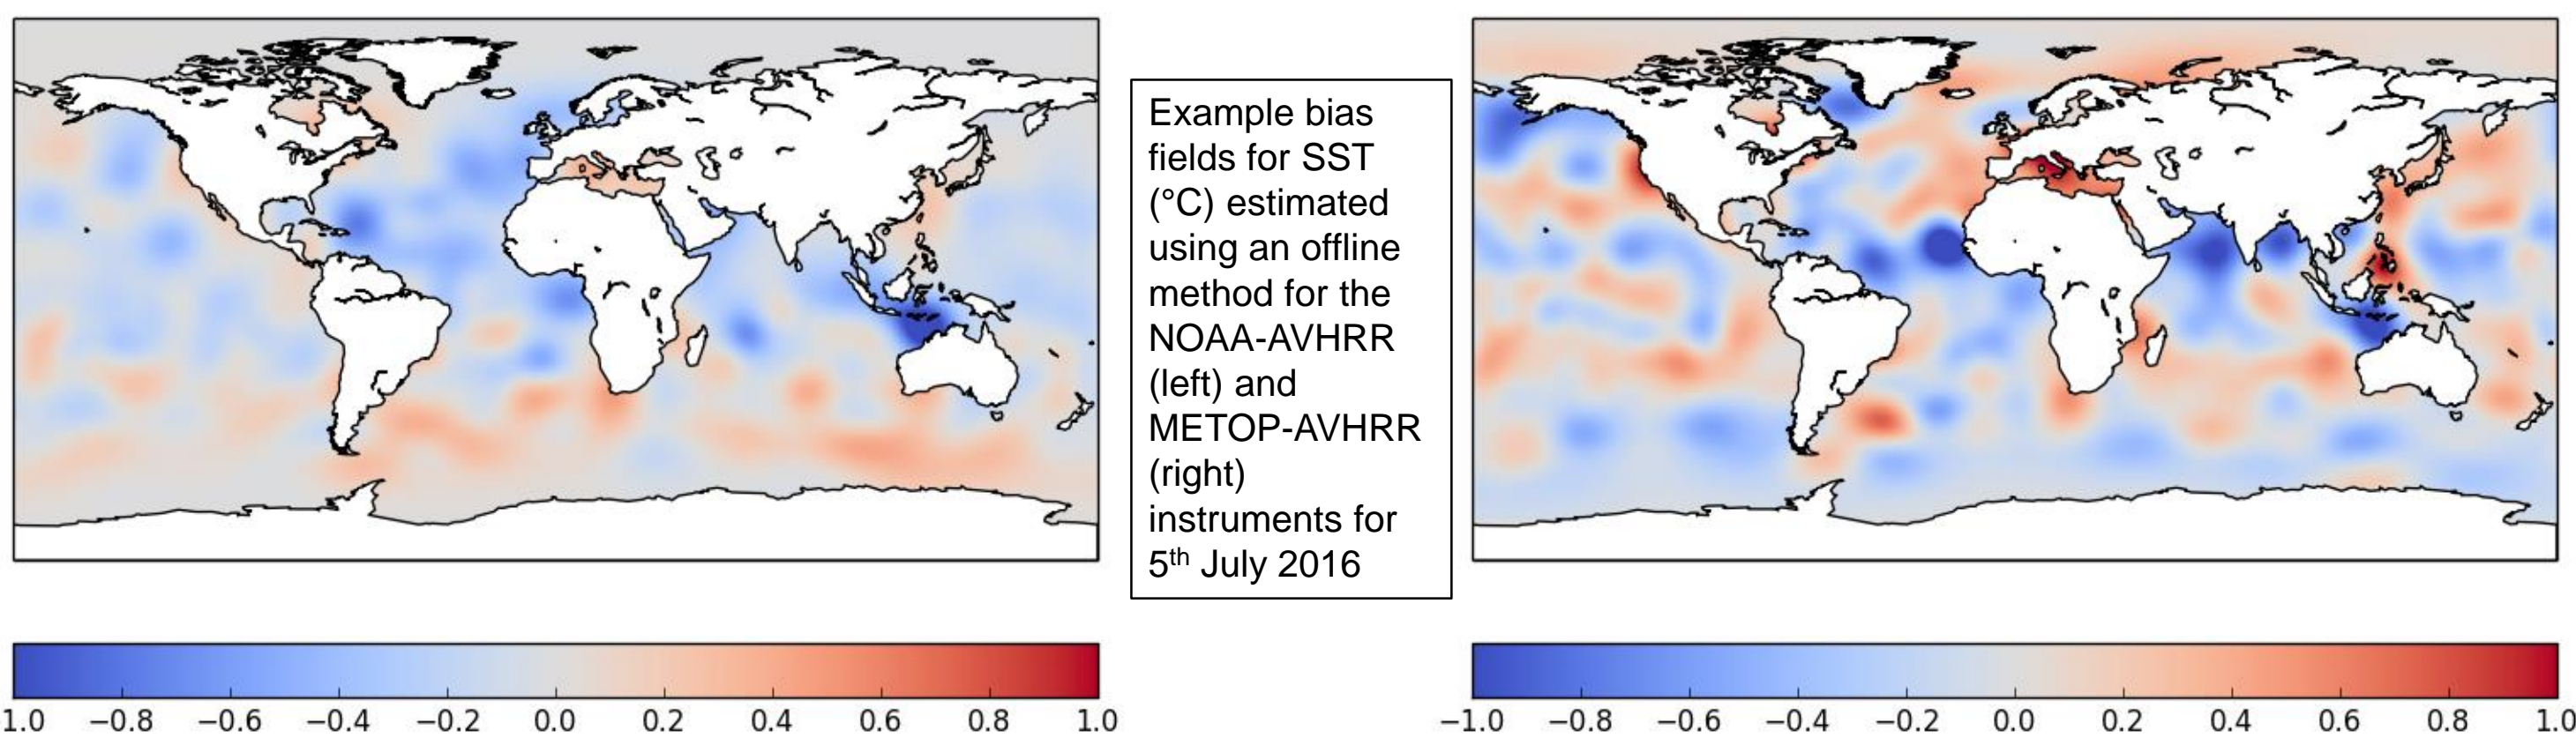 Example bias
fields for SST
(°C) estimated
using an offline
method for the
NOAA-AVHRR
(left) and
METOP-AVHRR
(right)
instruments for
5th July 2016
1.0 −0.8 −0.6 −0.4 −0.2 0.0 0.2 0.4 0.6 0.8 1.0
−1.0 −0.8 −0.6 −0.4 −0.2 0.0 0.2 0.4 0.6 0.8 1.0